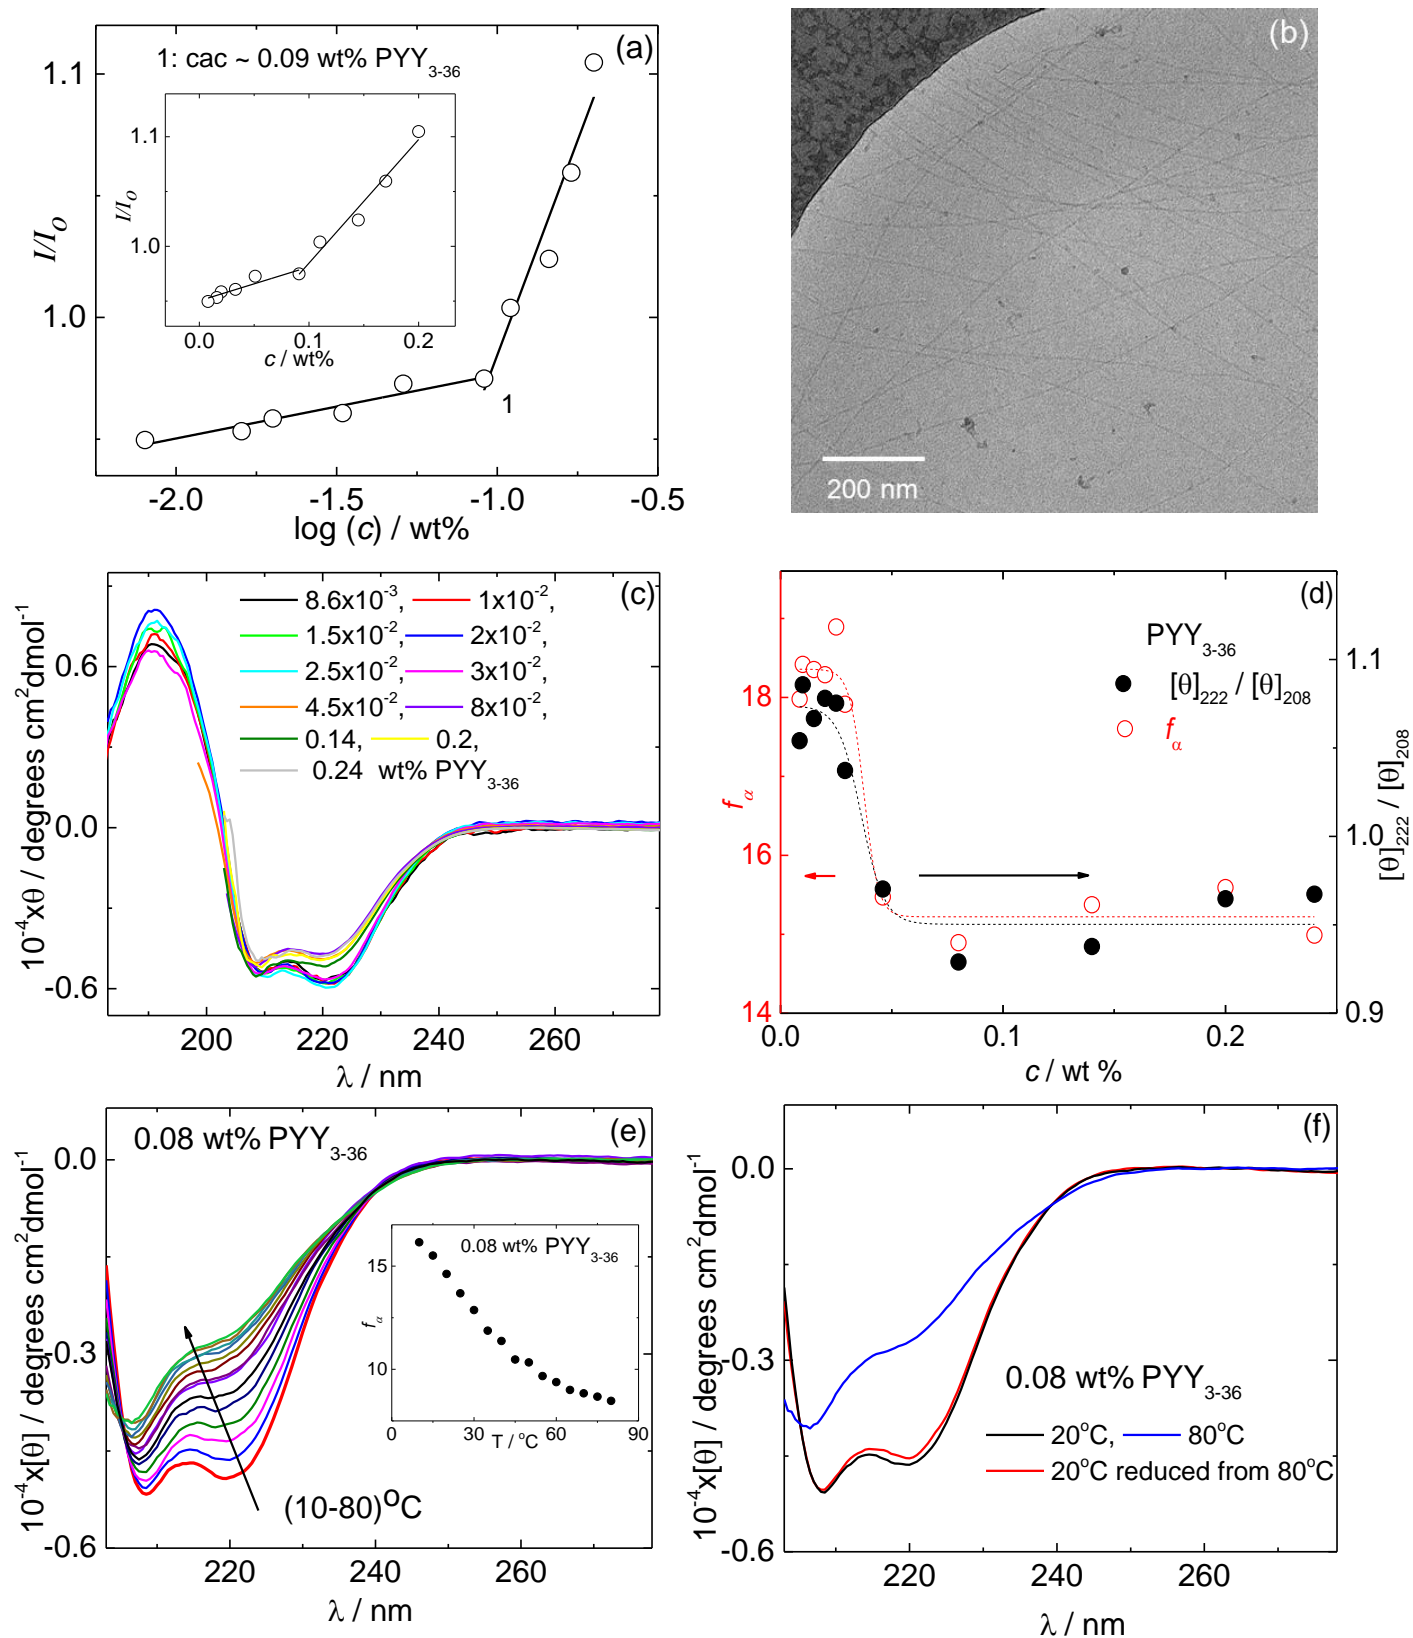 (a)
1: cac ~ 0.09 wt% PYY3-36
I/Io
1.1
1.0
1.10
1.0
I/Io
0.0 0.1 0.2
c / wt%
1
-2.0 -1.5 -1.0 -0.5
log (c) / wt%
(b)
200 nm
(c)
10-4xθ / degrees cm2dmol-1
0.6
0.0
-0.6
8.6x10-3, 1x10-2,
1.5x10-2, 2x10-2,
2.5x10-2, 3x10-2,
4.5x10-2, 8x10-2,
0.14, 0.2,
0.24 wt% PYY3-36
200 220 240 260
λ / nm
(d)
PYY3-36
[θ]222 / [θ]208
fα
fα
18
16
14
1.10
1.0
0.9
[θ]222 / [θ]208
0.0 0.1 0.2
c / wt %
(e)
0.08 wt% PYY3-36
10-4x[θ] / degrees cm2dmol-1
0.0
-0.3
-0.6
0.08 wt% PYY3-36
15
10
fα
0 30 60 90
T / oC
(10-80)oC
220 240 260
λ / nm
(f)
10-4x[θ] / degrees cm2dmol-1
0.0
-0.3
-0.6
0.08 wt% PYY3-36
20oC, 80oC
20oC reduced from 80oC
220 240 260
λ / nm